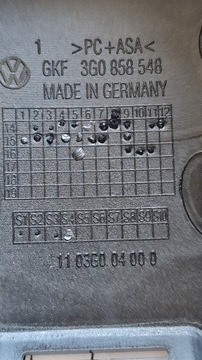 1 >PC+ASA<
GKF 3G0 858 548
MADE IN GERMANY
1 2 3 4 5 6 7 8 9 10 11 12
14
15
16
17
18
S1 S2 S3 S4 S5 S6 S7 S8 S9 S10
11 03G0 04 00 0